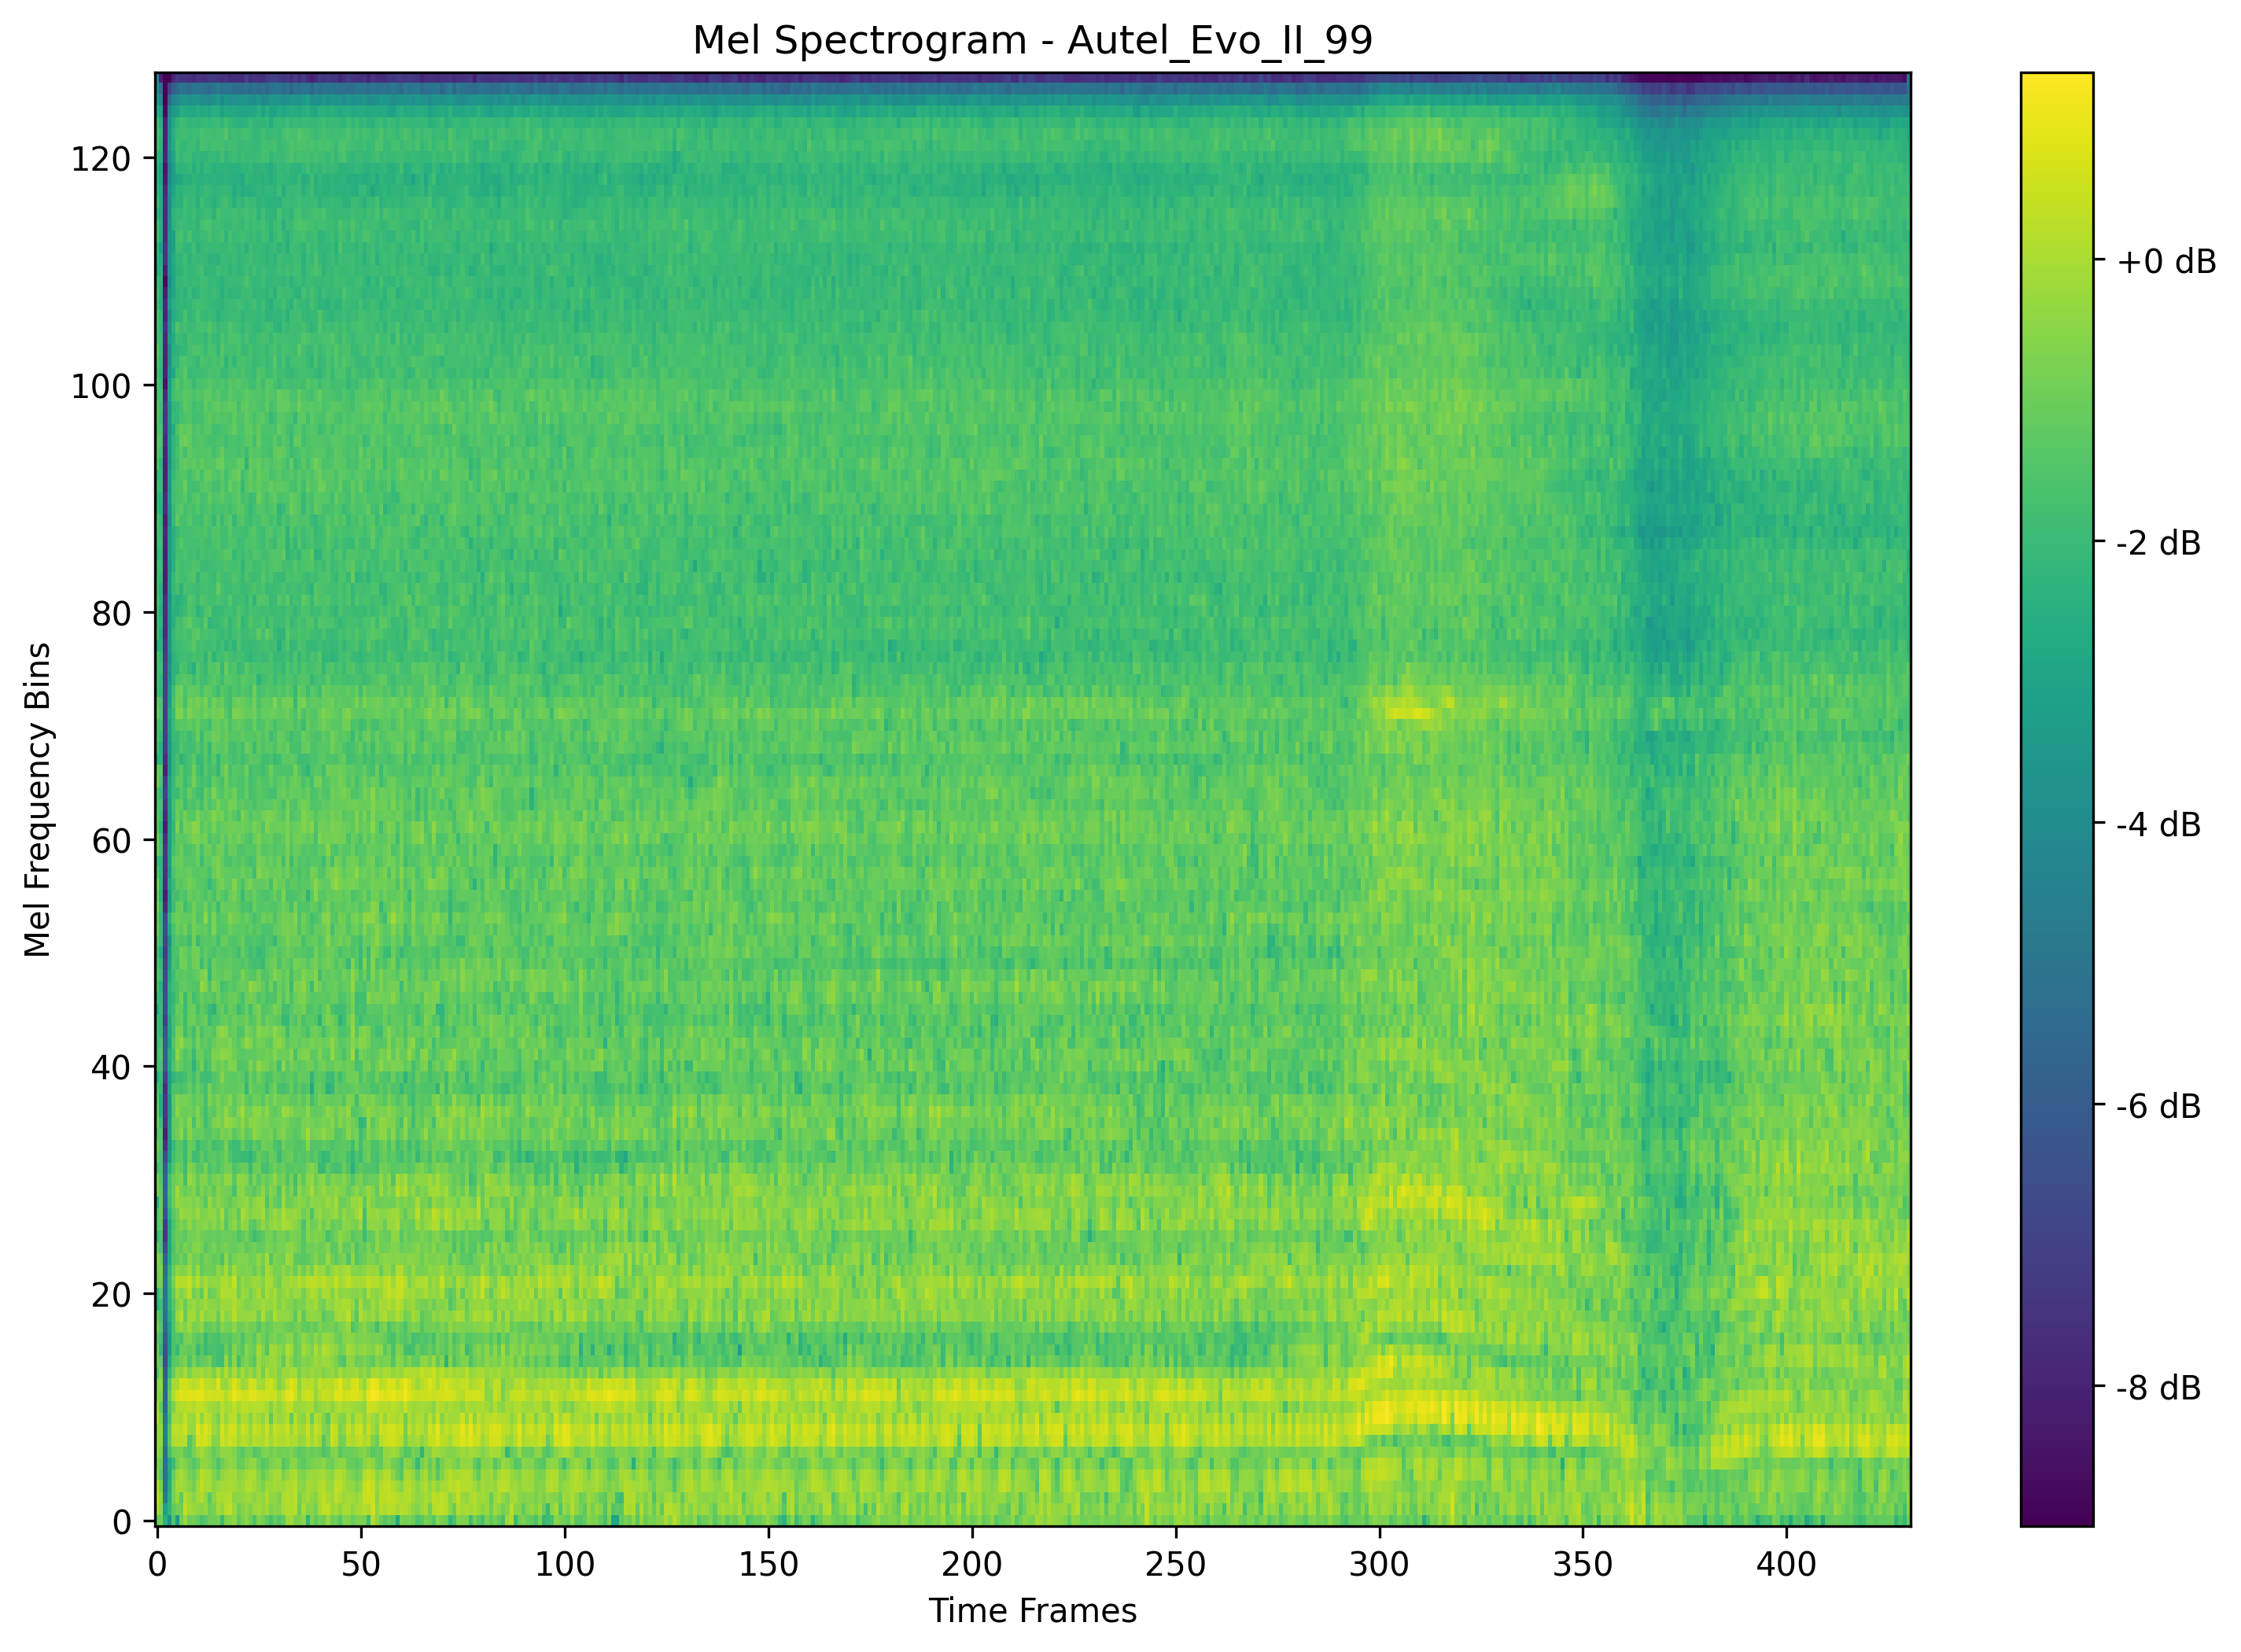 Mel Spectrogram - Autel_Evo_II_99
Mel Frequency Bins
120
100
80
60
40
20
0
0 50 100 150 200 250 300 350 400
Time Frames
+0 dB
-2 dB
-4 dB
-6 dB
-8 dB